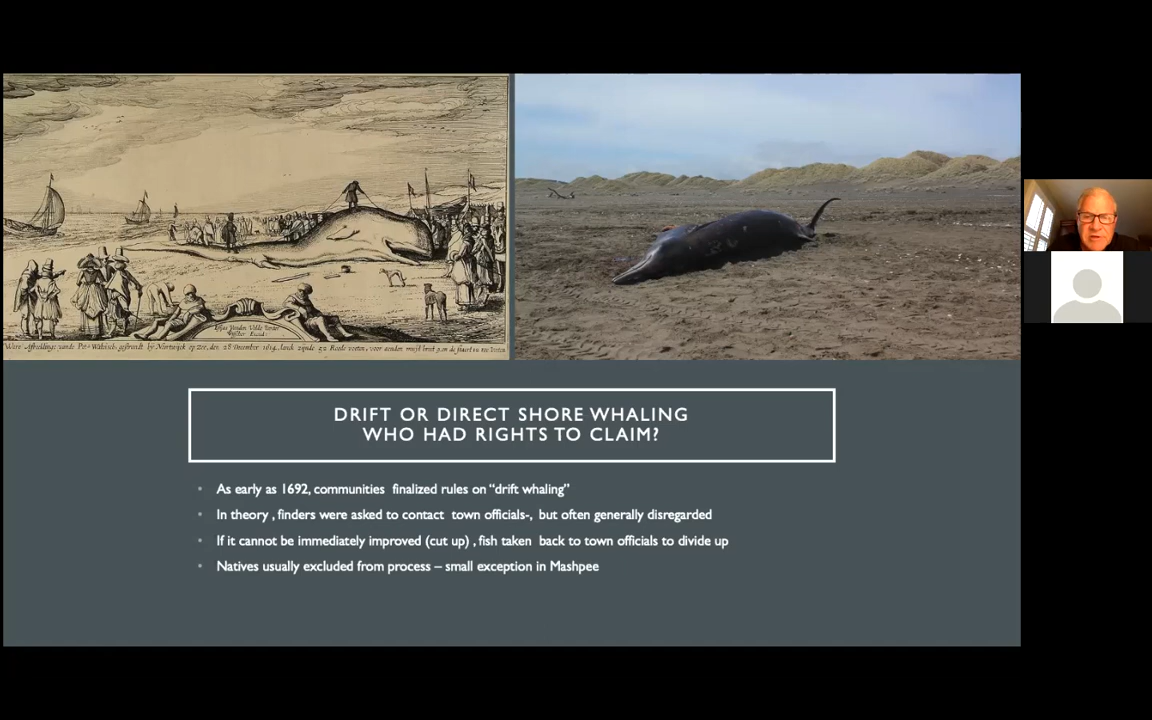 1614
DRIFT OR DIRECT SHORE WHALING
WHO HAD RIGHTS TO CLAIM?
As early as 1692, communities finalized rules on “drift whaling”
In theory , finders were asked to contact town officials-, but often generally disregarded
If it cannot be immediately improved (cut up) , fish taken back to town officials to divide up
Natives usually excluded from process – small exception in Mashpee